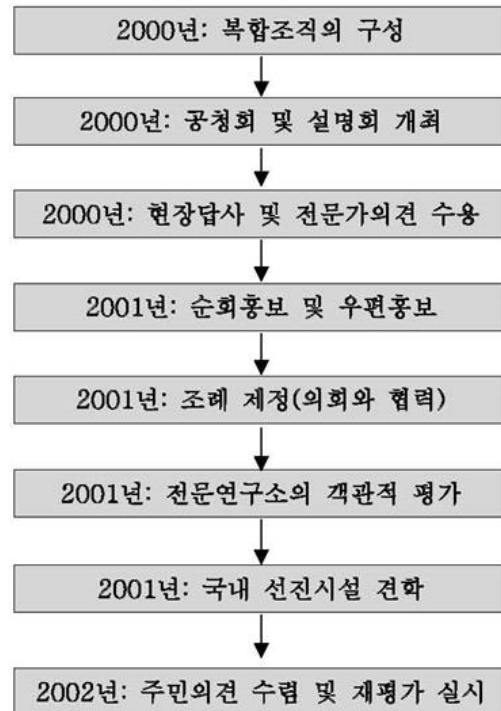 2000년: 복합조직의 구성
2000년: 공청회 및 설명회 개최
2000년: 현장답사 및 전문가의견 수용
2001년: 순회홍보 및 우편홍보
2001년: 조례 제정(의회와 협력)
2001년: 전문연구소의 객관적 평가
2001년: 국내 선진시설 견학
2002년: 주민의견 수렴 및 재평가 실시